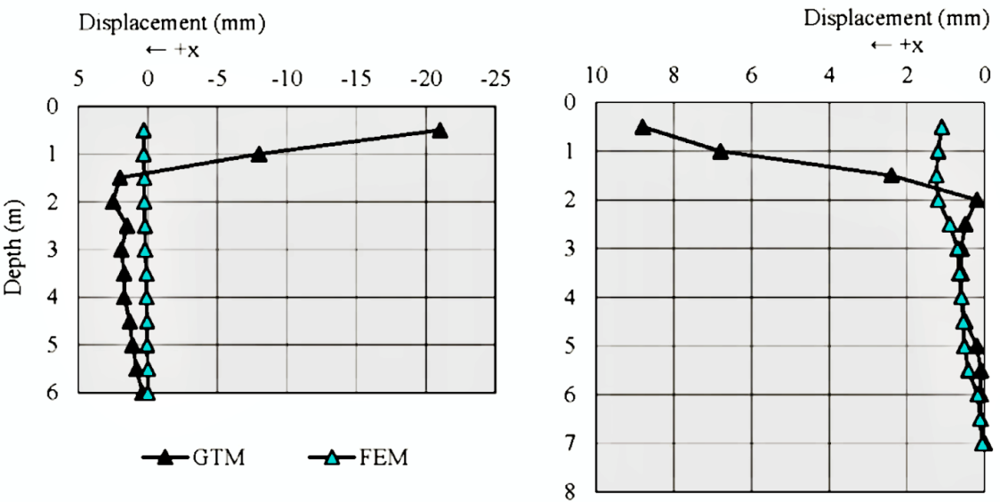 Displacement (mm)
← +x
5 0 -5 -10 -15 -20 -25
0
1
2
3
4
5
6
Depth (m)
GTM FEM
Displacement (mm)
← +x
10 8 6 4 2 0
0
1
2
3
4
5
6
7
8